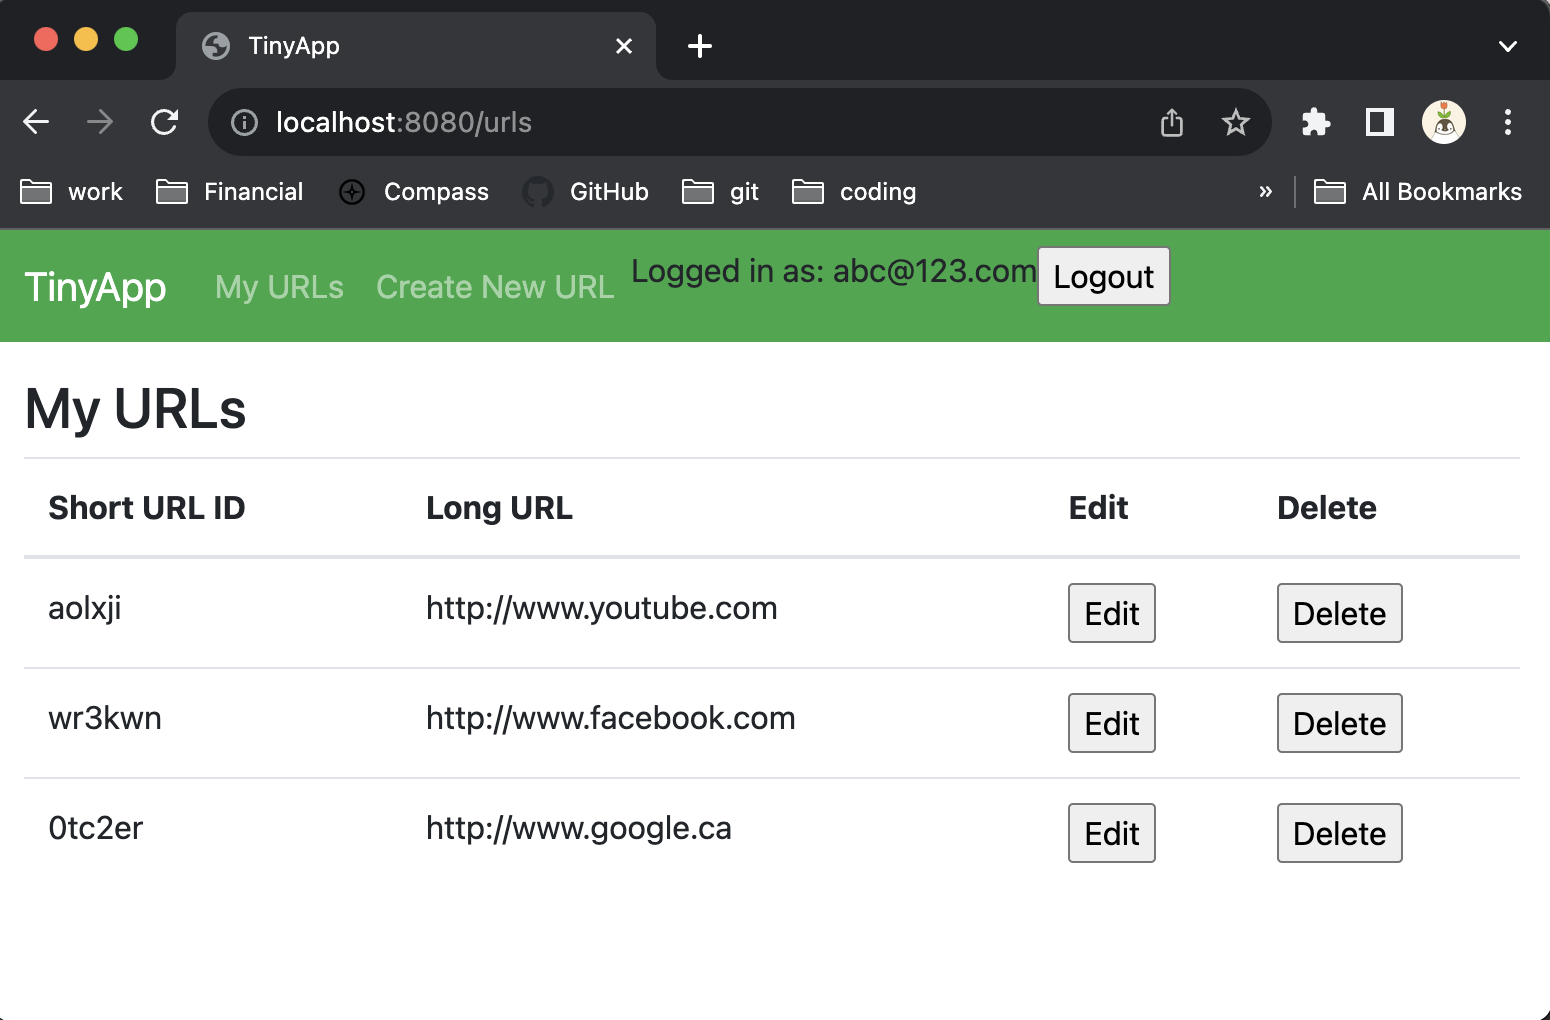 TinyApp
localhost:8080/urls
work Financial Compass GitHub git coding » All Bookmarks
TinyApp My URLs Create New URL Logged in as: abc@123.com Logout
My URLs
Short URL ID Long URL Edit Delete
aolxji http://www.youtube.com Edit Delete
wr3kwn http://www.facebook.com Edit Delete
0tc2er http://www.google.ca Edit Delete